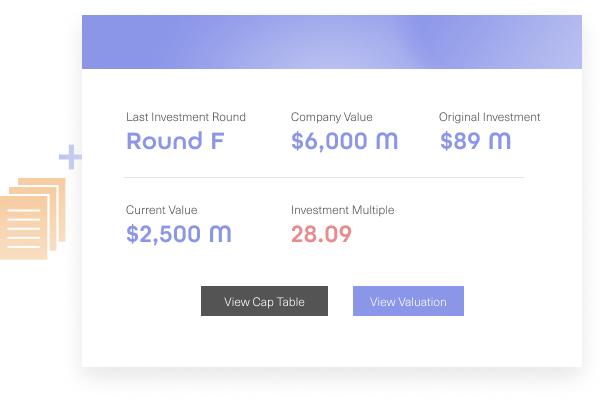 Last Investment Round
Company Value
Original Investment
Round F
$6,000 M
$89 M
Current Value
Investment Multiple
$2,500 M
28.09
View Cap Table
View Valuation